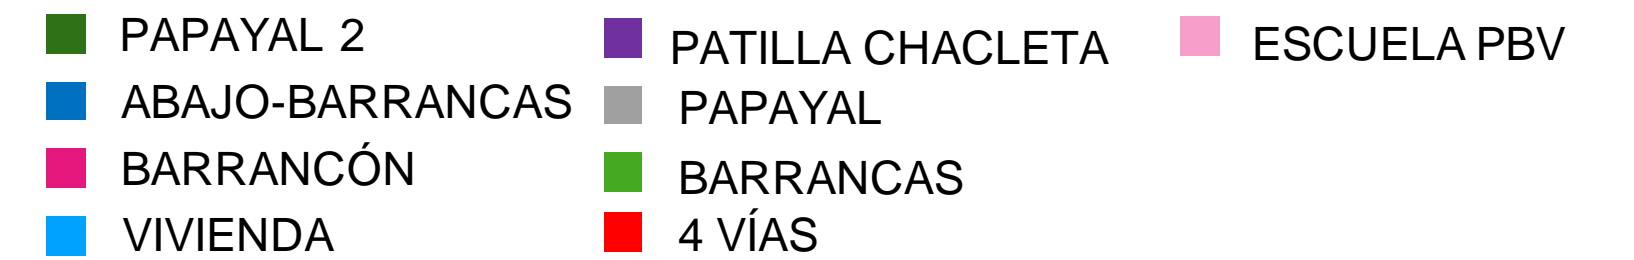 PAPAYAL 2
ABAJO-BARRANCAS
BARRANCÓN
VIVIENDA
PATILLA CHACLETA
PAPAYAL
BARRANCAS
4 VÍAS
ESCUELA PBV